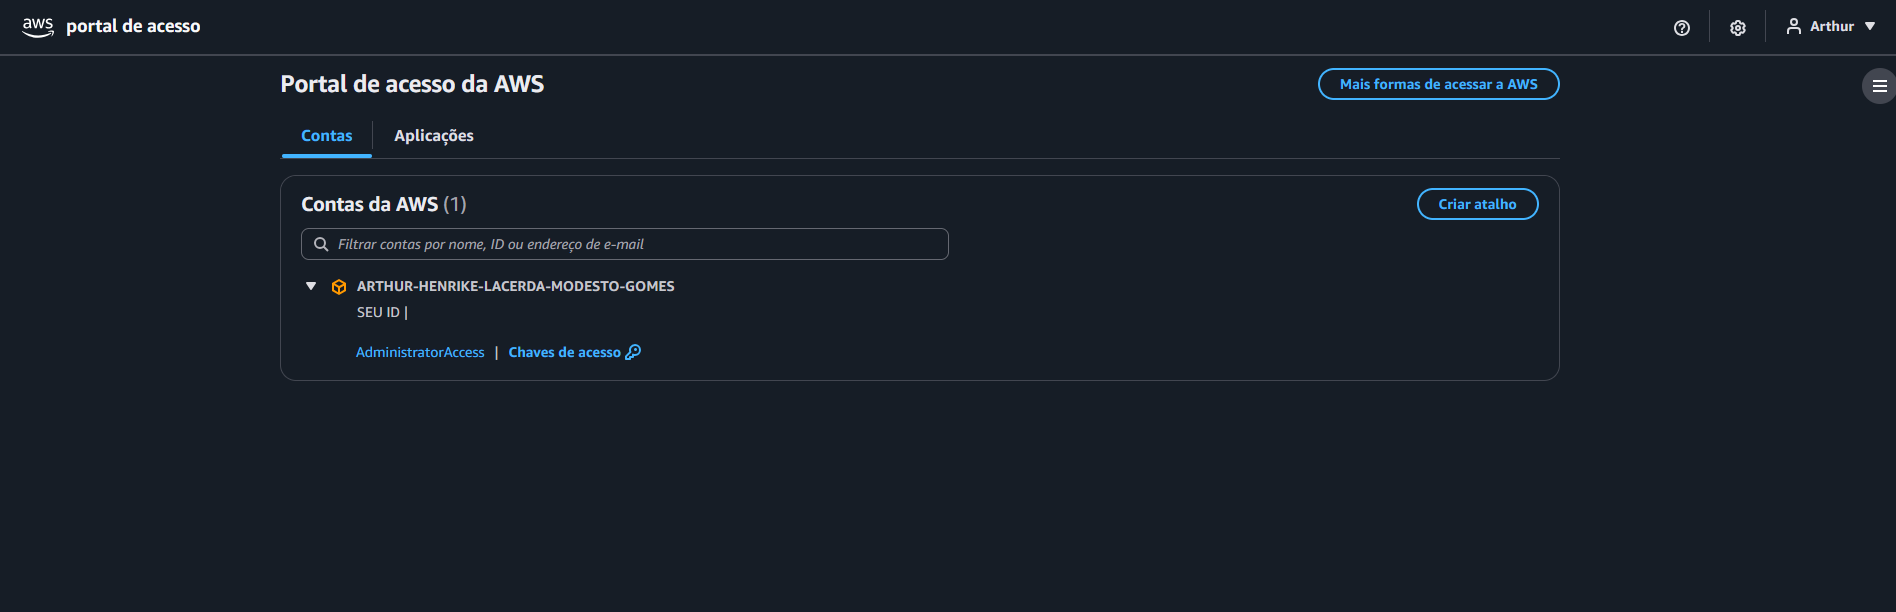 aws portal de acesso
Arthur
Portal de acesso da AWS
Mais formas de acessar a AWS
Contas
Aplicações
Contas da AWS (1)
Criar atalho
Filtrar contas por nome, ID ou endereço de e-mail
ARTHUR-HENRIKE-LACERDA-MODESTO-GOMES
SEU ID |
AdministratorAccess | Chaves de acesso